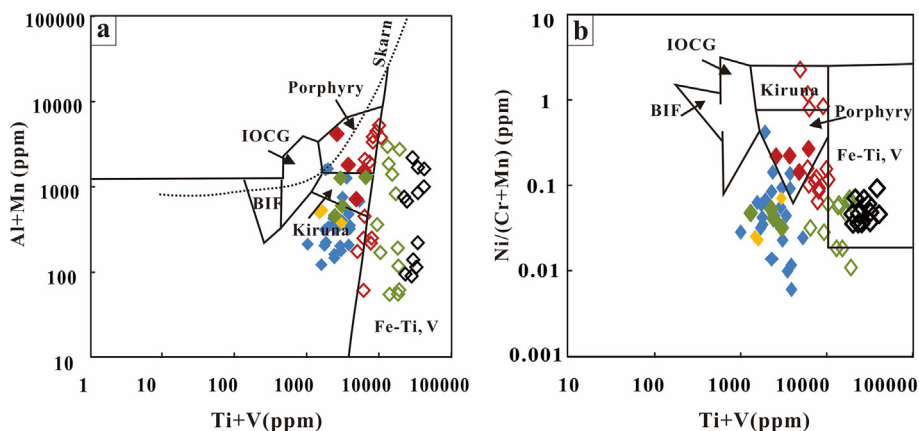 a
100000
10000
1000
100
10
Al+Mn (ppm)
Skarn
Porphyry
IOCG
BIF
Kiruna
Fe-Ti, V
1
10
100
1000
10000
100000
Ti+V(ppm)
b
10
1
0.1
0.01
0.001
Ni/(Cr+Mn) (ppm)
IOCG
Kiruna
BIF
Porphyry
Fe-Ti, V
10
100
1000
10000
100000
Ti+V(ppm)